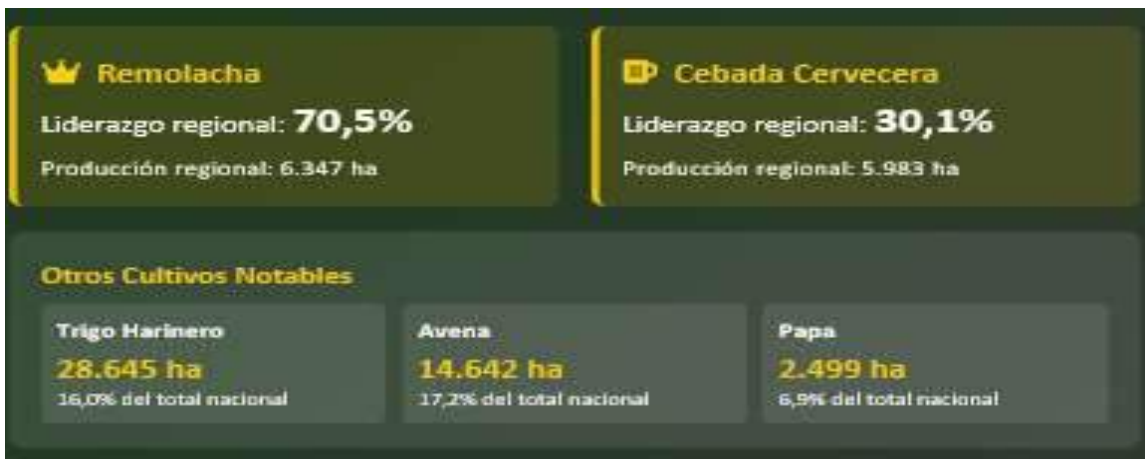 Remolacha
Liderazgo regional: 70,5%
Producción regional: 6.347 ha
Cebada Cervecera
Liderazgo regional: 30,1%
Producción regional: 5.983 ha
Otros Cultivos Notables
Trigo Harinero
28.645 ha
16,0% del total nacional
Avena
14.642 ha
17,2% del total nacional
Papa
2.499 ha
6,9% del total nacional